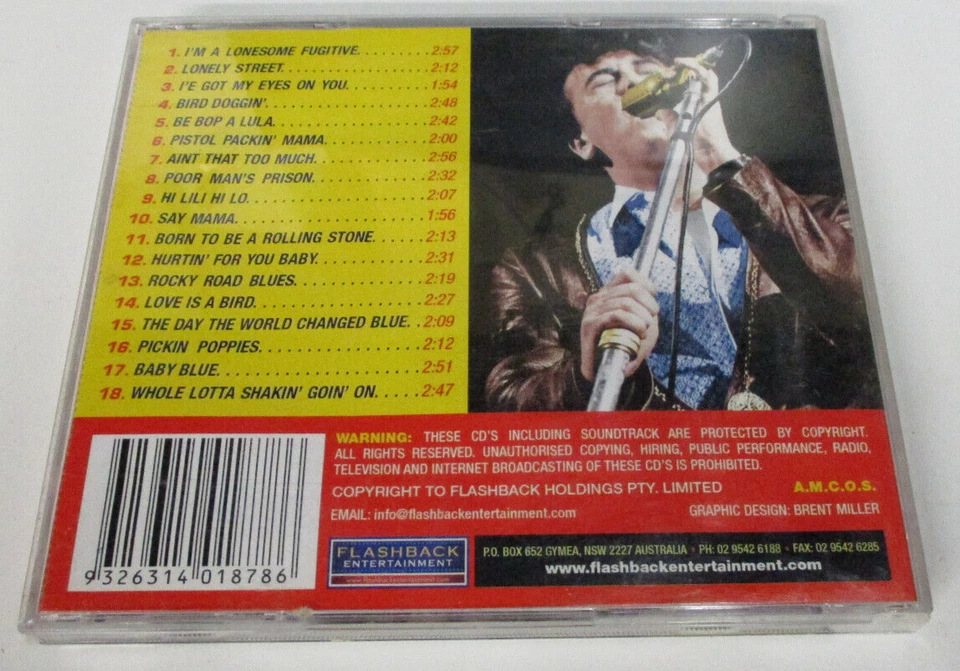 1. I'M A LONESOME FUGITIVE. . . . . . . . .2:57
2. LONELY STREET. . . . . . . . . . . . . . . . . .2:12
3. I'E GOT MY EYES ON YOU. . . . . . . . . .1:54
4. BIRD DOGGIN'. . . . . . . . . . . . . . . . . . . .2:48
5. BE BOP A LULA. . . . . . . . . . . . . . . . . . .2:42
6. PISTOL PACKIN' MAMA. . . . . . . . . . . . .2:00
7. AINT THAT TOO MUCH. . . . . . . . . . . . .2:56
8. POOR MAN'S PRISON. . . . . . . . . . . . . .2:32
9. HI LILI HI LO. . . . . . . . . . . . . . . . . . . . .2:07
10. SAY MAMA. . . . . . . . . . . . . . . . . . . . . .1:56
11. BORN TO BE A ROLLING STONE. . . . . .2:13
12. HURTIN' FOR YOU BABY. . . . . . . . . . . .2:31
13. ROCKY ROAD BLUES. . . . . . . . . . . . . .2:19
14. LOVE IS A BIRD. . . . . . . . . . . . . . . . . .2:27
15. THE DAY THE WORLD CHANGED BLUE. .2:09
16. PICKIN POPPIES. . . . . . . . . . . . . . . . .2:12
17. BABY BLUE. . . . . . . . . . . . . . . . . . . . .2:51
18. WHOLE LOTTA SHAKIN' GOIN' ON. . . . .2:47
WARNING: THESE CD'S INCLUDING SOUNDTRACK ARE PROTECTED BY COPYRIGHT.
ALL RIGHTS RESERVED. UNAUTHORISED COPYING, HIRING, PUBLIC PERFORMANCE, RADIO,
TELEVISION AND INTERNET BROADCASTING OF THESE CD'S IS PROHIBITED.
COPYRIGHT TO FLASHBACK HOLDINGS PTY. LIMITED A.M.C.O.S.
EMAIL: info@flashbackentertainment.com GRAPHIC DESIGN: BRENT MILLER
9 326314 018786
FLASHBACK
ENTERTAINMENT
www.flashbackentertainment.com
P.O. BOX 652 GYMEA, NSW 2227 AUSTRALIA • PH: 02 9542 6188 • FAX: 02 9542 6285
www.flashbackentertainment.com